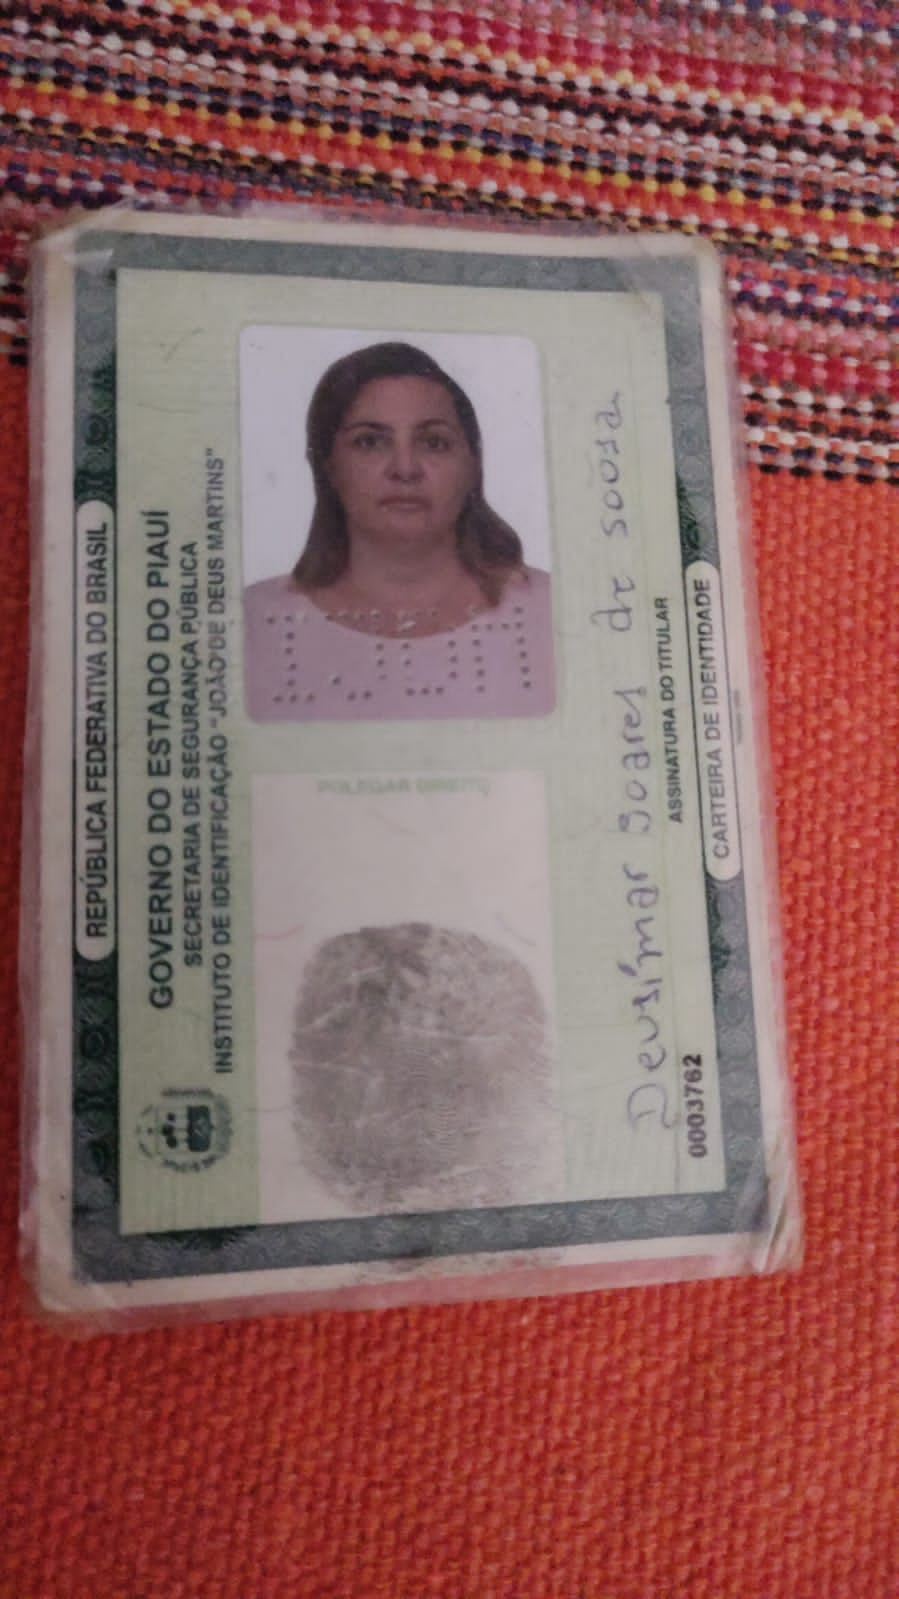 REPÚBLICA FEDERATIVA DO BRASIL
GOVERNO DO ESTADO DO PIAUÍ
SECRETARIA DE SEGURANÇA PÚBLICA
INSTITUTO DE IDENTIFICAÇÃO "JOÃO DE DEUS MARTINS"
POLEGAR DIREITO
Deusimar Soares de sousa
ASSINATURA DO TITULAR
0003762
CARTEIRA DE IDENTIDADE